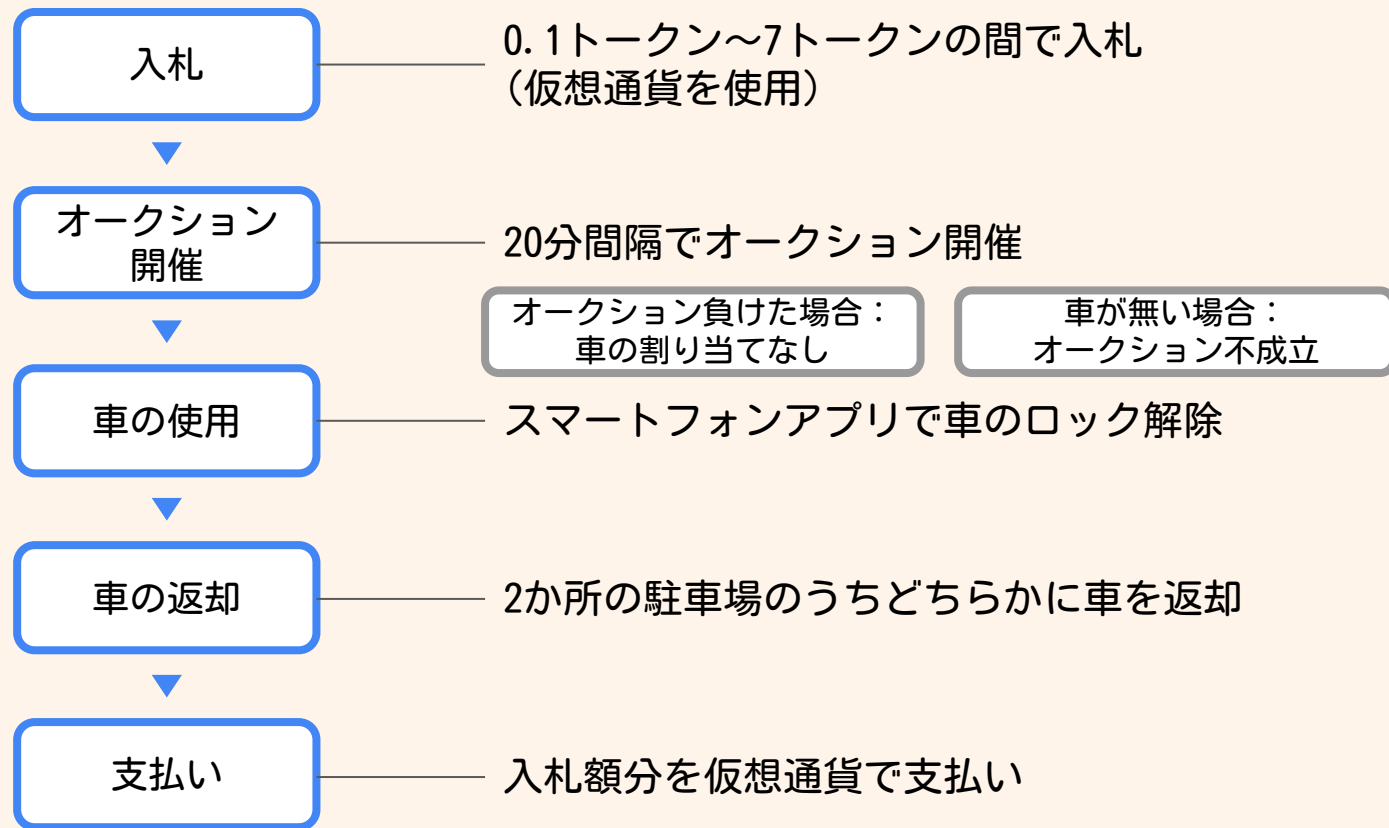 入札
0.1トークン～7トークンの間で入札
(仮想通貨を使用)
オークション
開催
20分間隔でオークション開催
オークション負けた場合：
車の割り当てなし
車が無い場合：
オークション不成立
車の使用
スマートフォンアプリで車のロック解除
車の返却
2か所の駐車場のうちどちらかに車を返却
支払い
入札額分を仮想通貨で支払い